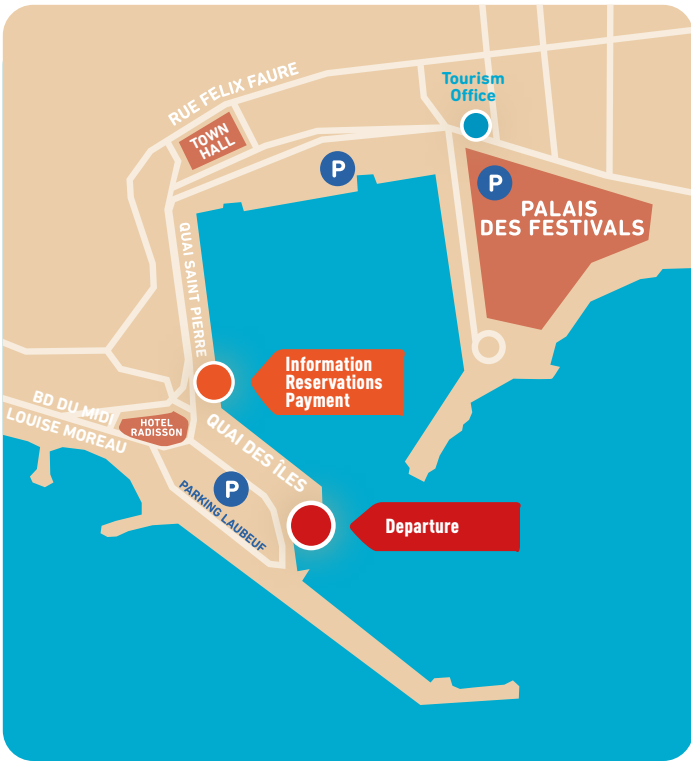 RUE FELIX FAURE
Tourism
Office
TOWN
HALL
P
P
PALAIS
DES FESTIVALS
QUAI SAINT PIERRE
Information
Reservations
Payment
BD DU MIDI
LOUISE MOREAU
HOTEL
RADISSON
QUAI DES ÎLES
P
PARKING LAUBEUF
Departure